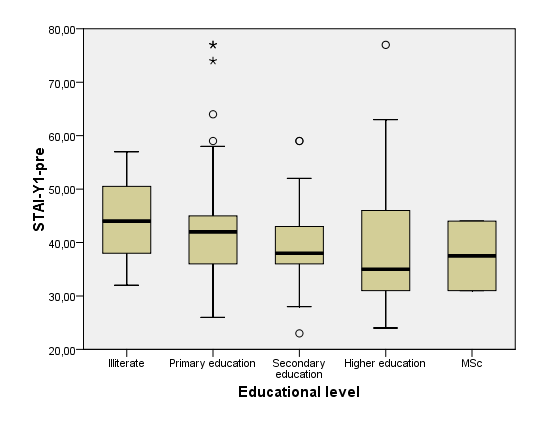 80,00
70,00
60,00
50,00
40,00
30,00
20,00
STAI-Y1-pre
Illiterate
Primary education
Secondary
education
Higher education
MSc
Educational level